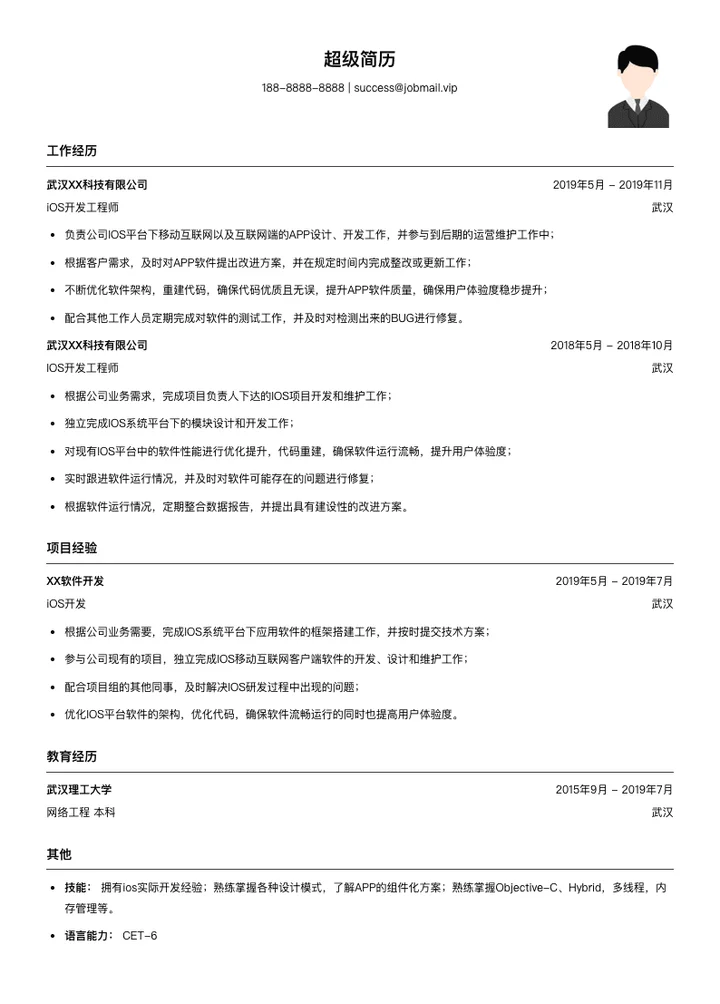 超级简历
188-8888-8888 | success@jobmail.vip
工作经历
武汉XX科技有限公司 2019年5月 – 2019年11月
iOS开发工程师 武汉
• 负责公司IOS平台下移动互联网以及互联网端的APP设计、开发工作，并参与到后期的运营维护工作中；
• 根据客户需求，及时对APP软件提出改进方案，并在规定时间内完成整改或更新工作；
• 不断优化软件架构，重建代码，确保代码优质且无误，提升APP软件质量，确保用户体验度稳步提升；
• 配合其他工作人员定期完成对软件的测试工作，并及时对检测出来的BUG进行修复。
武汉XX科技有限公司 2018年5月 – 2018年10月
IOS开发工程师 武汉
• 根据公司业务需求，完成项目负责人下达的IOS项目开发和维护工作；
• 独立完成IOS系统平台下的模块设计和开发工作；
• 对现有IOS平台中的软件性能进行优化提升，代码重建，确保软件运行流畅，提升用户体验度；
• 实时跟进软件运行情况，并及时对软件可能存在的问题进行修复；
• 根据软件运行情况，定期整合数据报告，并提出具有建设性的改进方案。
项目经验
XX软件开发 2019年5月 – 2019年7月
iOS开发 武汉
• 根据公司业务需要，完成IOS系统平台下应用软件的框架搭建工作，并按时提交技术方案；
• 参与公司现有的项目，独立完成IOS移动互联网客户端软件的开发、设计和维护工作；
• 配合项目组的其他同事，及时解决IOS研发过程中出现的问题；
• 优化IOS平台软件的架构，优化代码，确保软件流畅运行的同时也提高用户体验度。
教育经历
武汉理工大学 2015年9月 – 2019年7月
网络工程 本科 武汉
其他
• 技能： 拥有ios实际开发经验；熟练掌握各种设计模式，了解APP的组件化方案；熟练掌握Objective-C、Hybrid，多线程，内
存管理等。
• 语言能力： CET-6